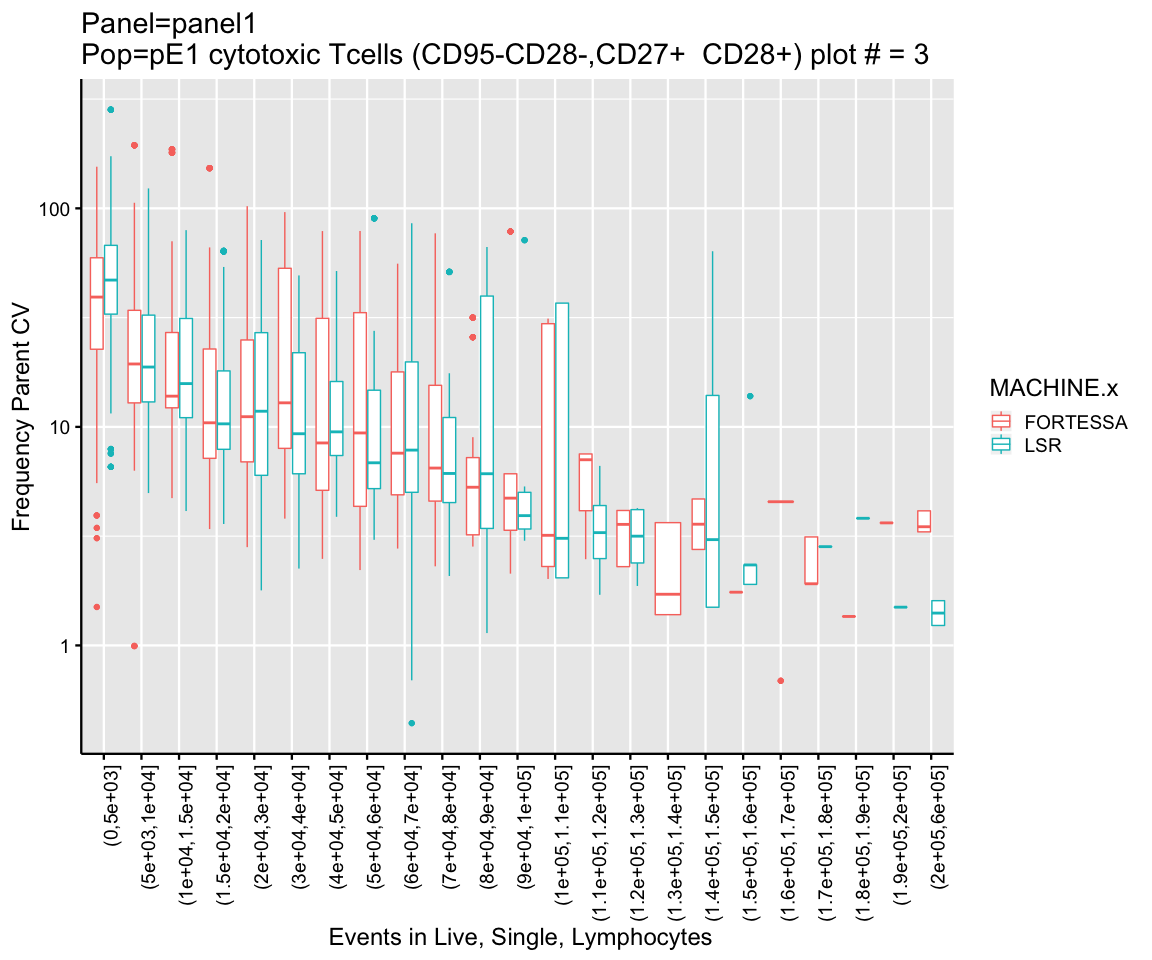 Panel=panel1
Pop=pE1 cytotoxic Tcells (CD95-CD28-,CD27+  CD28+) plot # = 3
Frequency Parent CV
100
10
1
(0,5e+03]
(5e+03,1e+04]
(1e+04,1.5e+04]
(1.5e+04,2e+04]
(2e+04,3e+04]
(3e+04,4e+04]
(4e+04,5e+04]
(5e+04,6e+04]
(6e+04,7e+04]
(7e+04,8e+04]
(8e+04,9e+04]
(9e+04,1e+05]
(1e+05,1.1e+05]
(1.1e+05,1.2e+05]
(1.2e+05,1.3e+05]
(1.3e+05,1.4e+05]
(1.4e+05,1.5e+05]
(1.5e+05,1.6e+05]
(1.6e+05,1.7e+05]
(1.7e+05,1.8e+05]
(1.8e+05,1.9e+05]
(1.9e+05,2e+05]
(2e+05,6e+05]
Events in Live, Single, Lymphocytes
MACHINE.x
FORTESSA
LSR